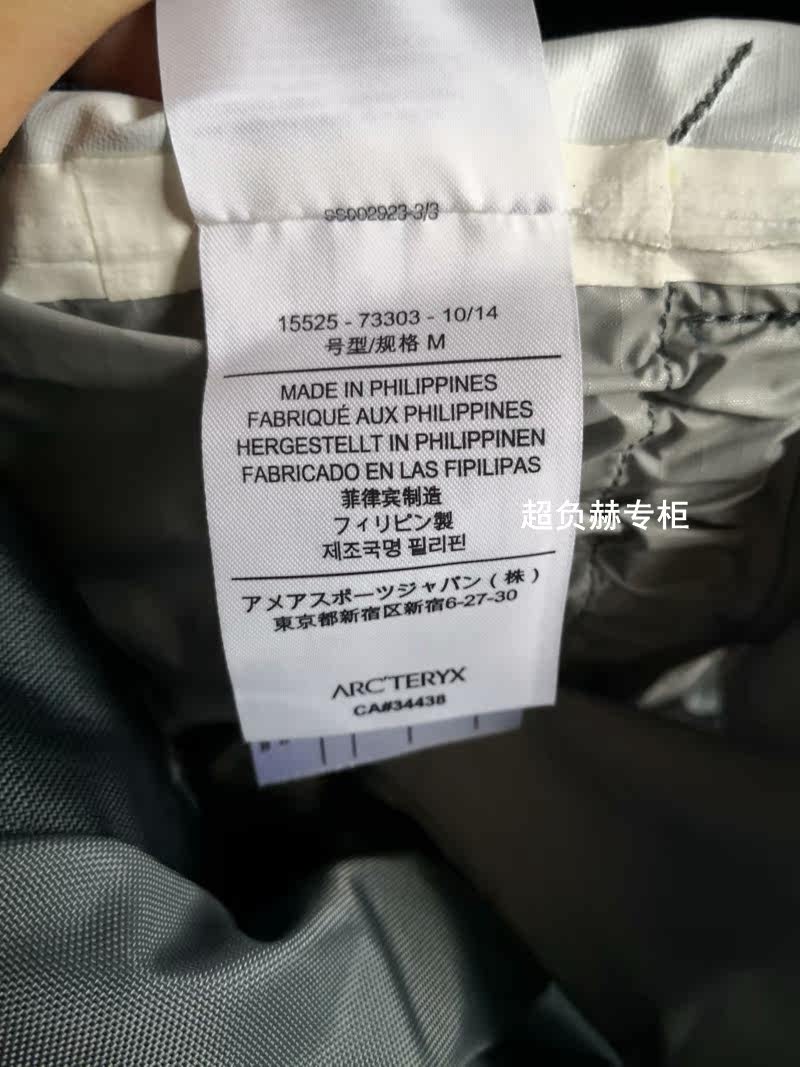 SS002923-3/3
15525 - 73303 - 10/14
号型/规格 M
MADE IN PHILIPPINES
FABRIQUÉ AUX PHILIPPINES
HERGESTELLT IN PHILIPPINEN
FABRICADO EN LAS FIPILIPAS
菲律宾制造
フィリピン製
제조국명 필리핀
超负赫专柜
アメアスポーツジャパン（株）
東京都新宿区新宿6-27-30
ARC'TERYX
CA#34438